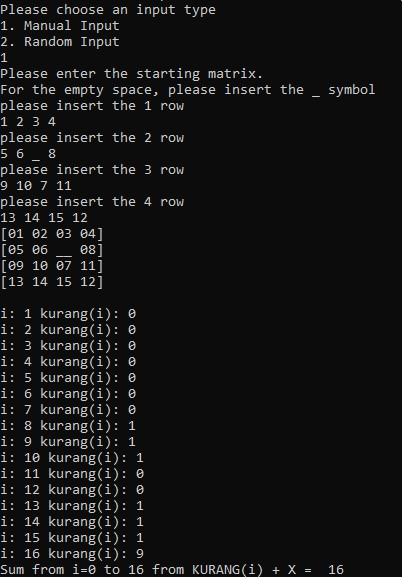 Please choose an input type
1. Manual Input
2. Random Input
1
Please enter the starting matrix.
For the empty space, please insert the _ symbol
please insert the 1 row
1 2 3 4
please insert the 2 row
5 6 _ 8
please insert the 3 row
9 10 7 11
please insert the 4 row
13 14 15 12
[01 02 03 04]
[05 06 __ 08]
[09 10 07 11]
[13 14 15 12]

i: 1 kurang(i): 0
i: 2 kurang(i): 0
i: 3 kurang(i): 0
i: 4 kurang(i): 0
i: 5 kurang(i): 0
i: 6 kurang(i): 0
i: 7 kurang(i): 0
i: 8 kurang(i): 1
i: 9 kurang(i): 1
i: 10 kurang(i): 1
i: 11 kurang(i): 0
i: 12 kurang(i): 0
i: 13 kurang(i): 1
i: 14 kurang(i): 1
i: 15 kurang(i): 1
i: 16 kurang(i): 9
Sum from i=0 to 16 from KURANG(i) + X =  16